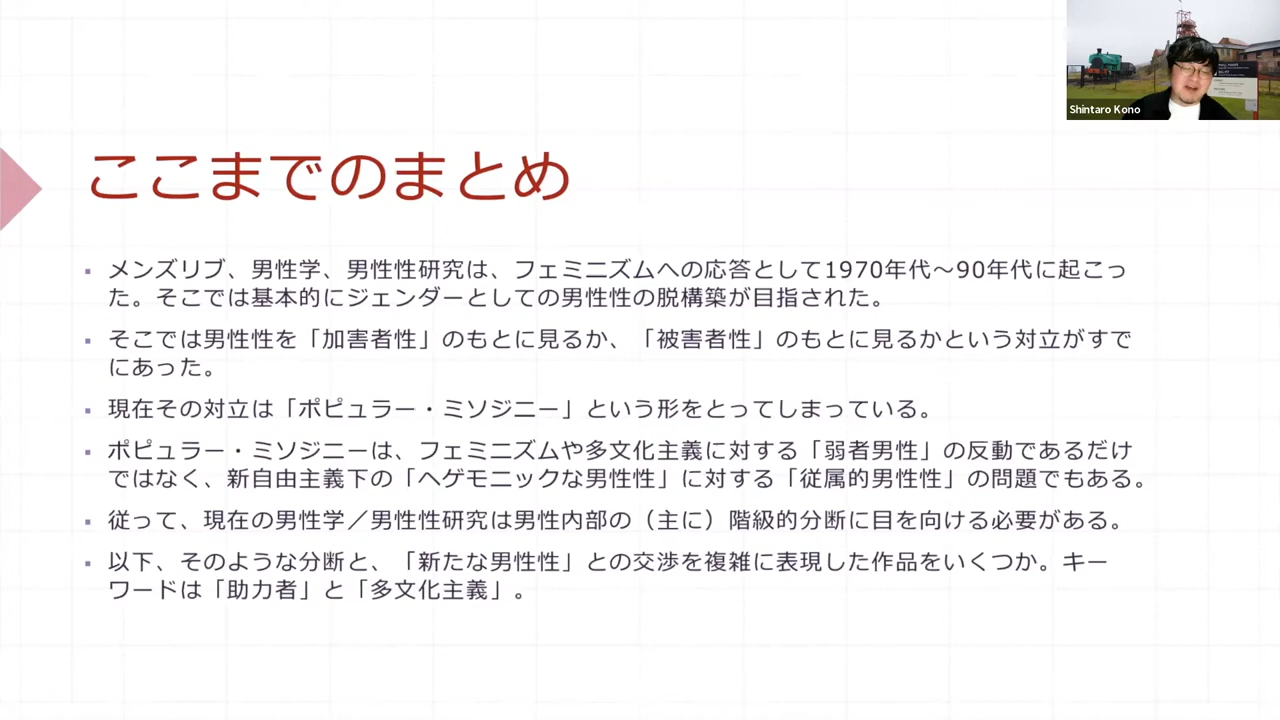 Shintaro Kono
ここまでのまとめ
▪ メンズリブ、男性学、男性性研究は、フェミニズムへの応答として1970年代～90年代に起こっ
た。そこでは基本的にジェンダーとしての男性性の脱構築が目指された。
▪ そこでは男性性を「加害者性」のもとに見るか、「被害者性」のもとに見るかという対立がすで
にあった。
▪ 現在その対立は「ポピュラー・ミソジニー」という形をとってしまっている。
▪ ポピュラー・ミソジニーは、フェミニズムや多文化主義に対する「弱者男性」の反動であるだけ
ではなく、新自由主義下の「ヘゲモニックな男性性」に対する「従属的男性性」の問題でもある。
▪ 従って、現在の男性学／男性性研究は男性内部の（主に）階級的分断に目を向ける必要がある。
▪ 以下、そのような分断と、「新たな男性性」との交渉を複雑に表現した作品をいくつか。キー
ワードは「助力者」と「多文化主義」。